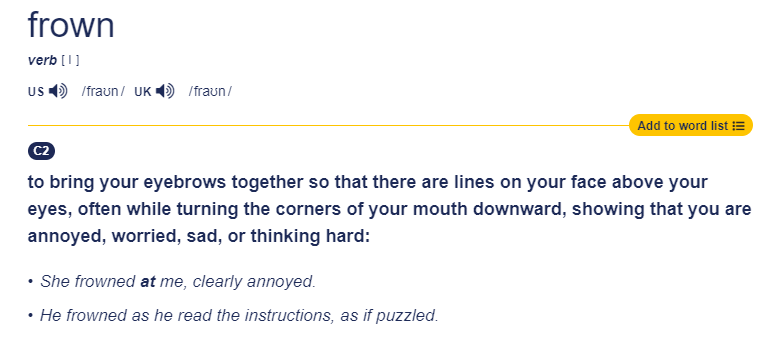 frown
verb [ I ]
US /fraʊn/ UK /fraʊn/
Add to word list
C2
to bring your eyebrows together so that there are lines on your face above your
eyes, often while turning the corners of your mouth downward, showing that you are
annoyed, worried, sad, or thinking hard:
• She frowned at me, clearly annoyed.
• He frowned as he read the instructions, as if puzzled.